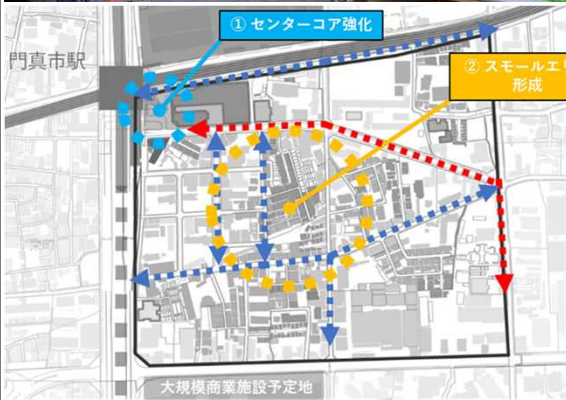 ① センターコア強化
門真市駅
② スモールエリ
形成
大規模商業施設予定地